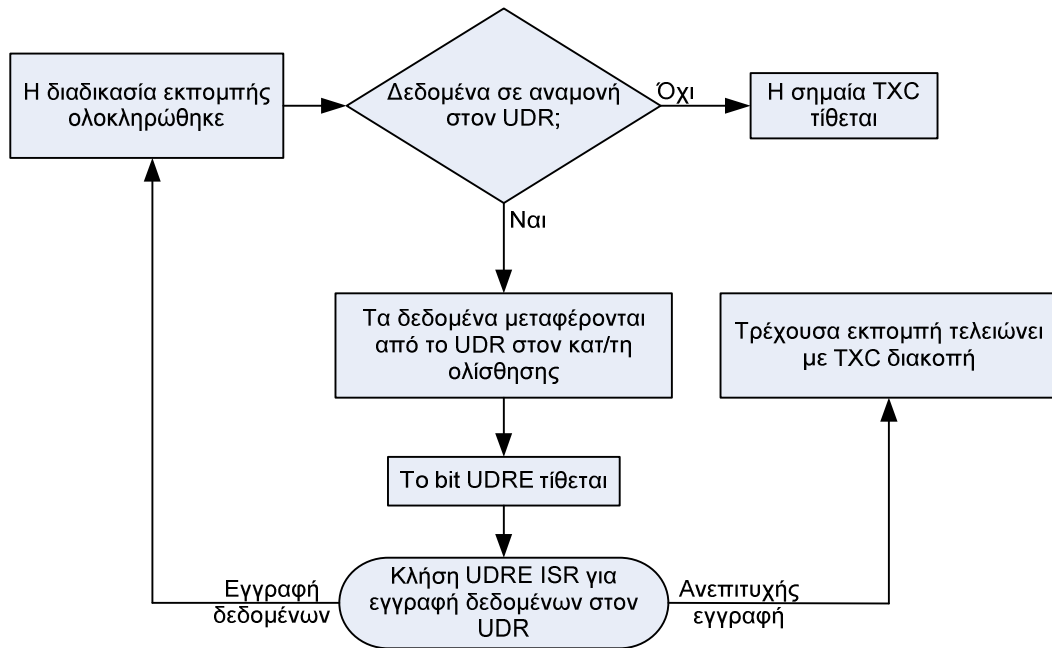 Η διαδικασία εκπομπής
ολοκληρώθηκε
Δεδομένα σε αναμονή
στον UDR;
Όχι
Η σημαία TXC
τίθεται
Ναι
Τα δεδομένα μεταφέρονται
από το UDR στον κατ/τη
ολίσθησης
Τρέχουσα εκπομπή τελειώνει
με TXC διακοπή
Το bit UDRE τίθεται
Κλήση UDRE ISR για
εγγραφή δεδομένων στον
UDR
Εγγραφή
δεδομένων
Ανεπιτυχής
εγγραφή